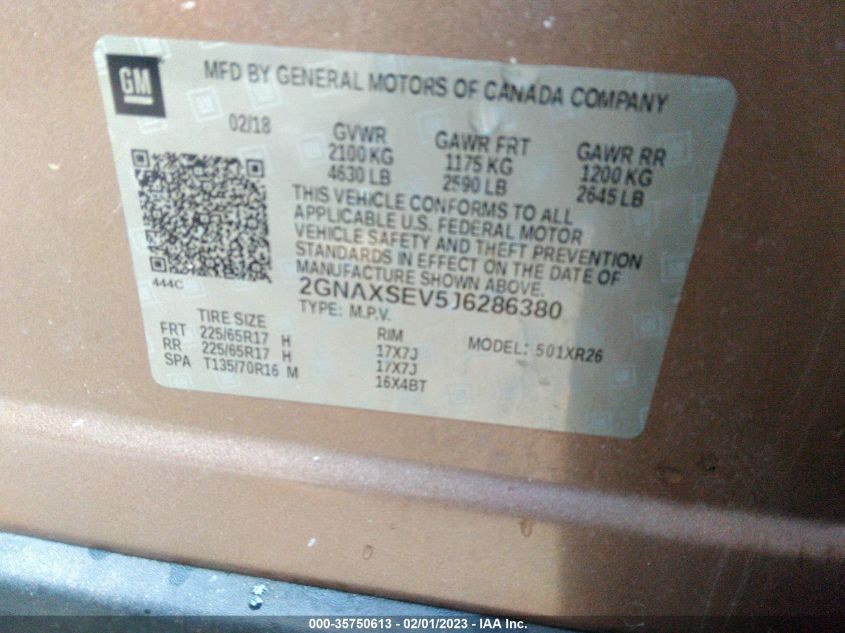 GM
MFD BY GENERAL MOTORS OF CANADA COMPANY
02/18
GVWR
2100 KG
4630 LB
GAWR FRT
1175 KG
2590 LB
GAWR RR
1200 KG
2645 LB
THIS VEHICLE CONFORMS TO ALL
APPLICABLE U.S. FEDERAL MOTOR
VEHICLE SAFETY AND THEFT PREVENTION
STANDARDS IN EFFECT ON THE DATE OF
MANUFACTURE SHOWN ABOVE.
444C
2GNAXSEV5J6286380
TYPE: M.P.V.
TIRE SIZE
FRT 225/65R17 H
RR 225/65R17 H
SPA T135/70R16 M
RIM
17X7J
17X7J
16X4BT
MODEL: 501XR26
000-35750613 - 02/01/2023 - IAA Inc.